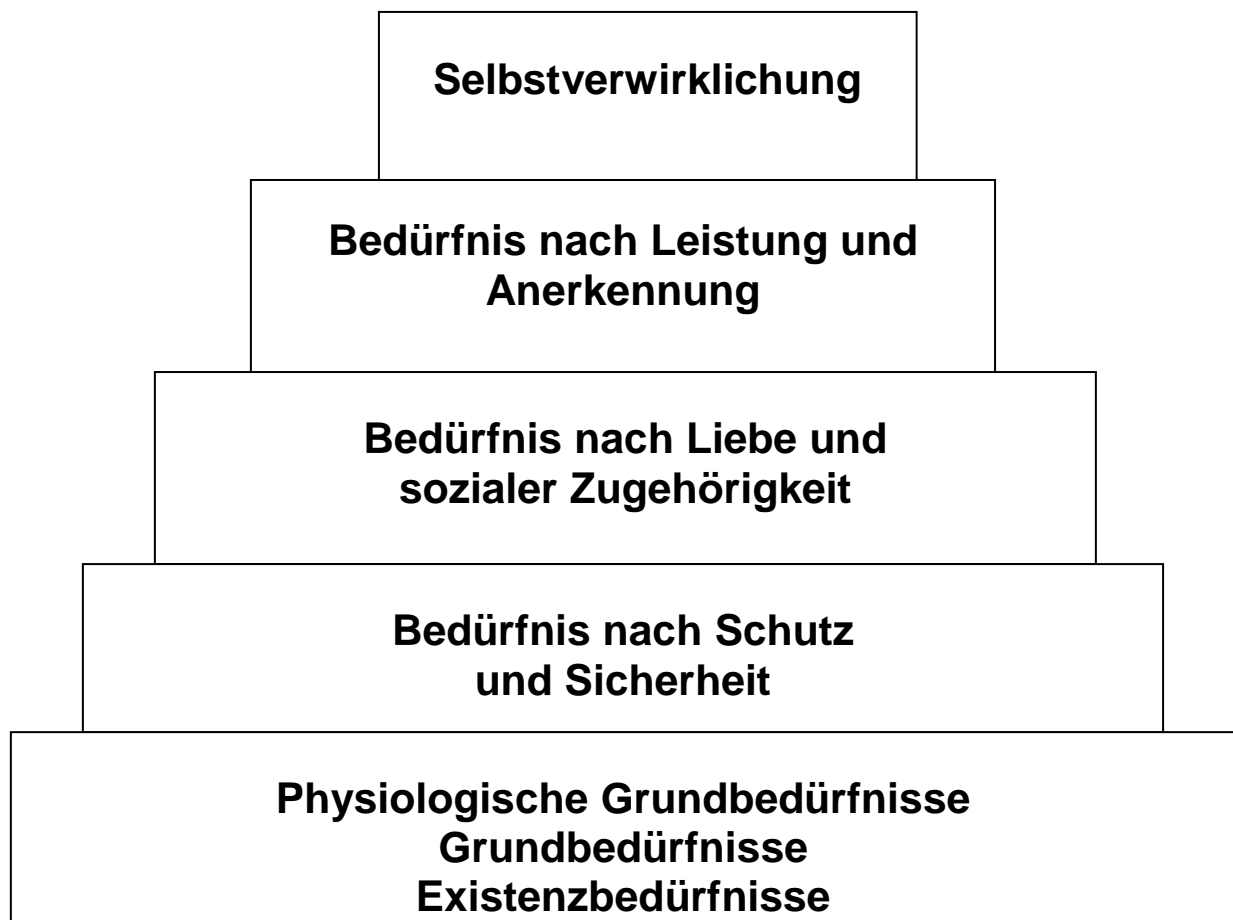 Selbstverwirklichung
Bedürfnis nach Leistung und
Anerkennung
Bedürfnis nach Liebe und
sozialer Zugehörigkeit
Bedürfnis nach Schutz
und Sicherheit
Physiologische Grundbedürfnisse
Grundbedürfnisse
Existenzbedürfnisse